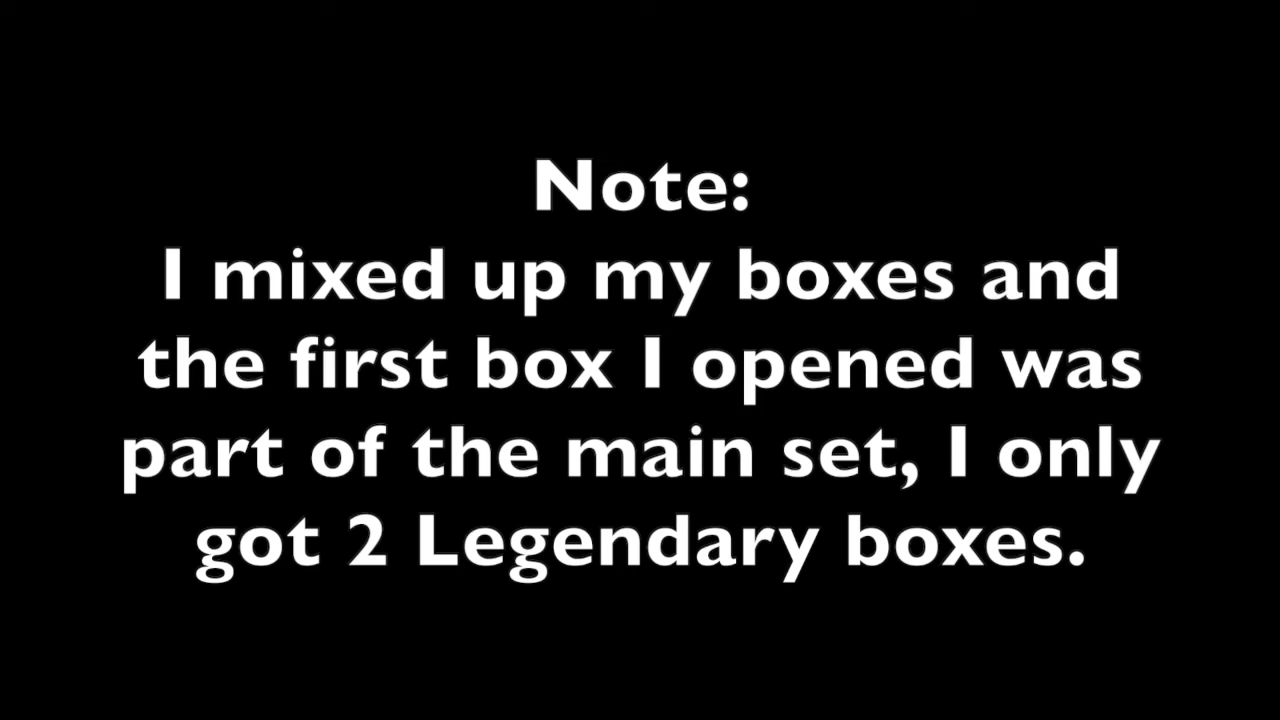 Note:
I mixed up my boxes and
the first box I opened was
part of the main set, I only
got 2 Legendary boxes.